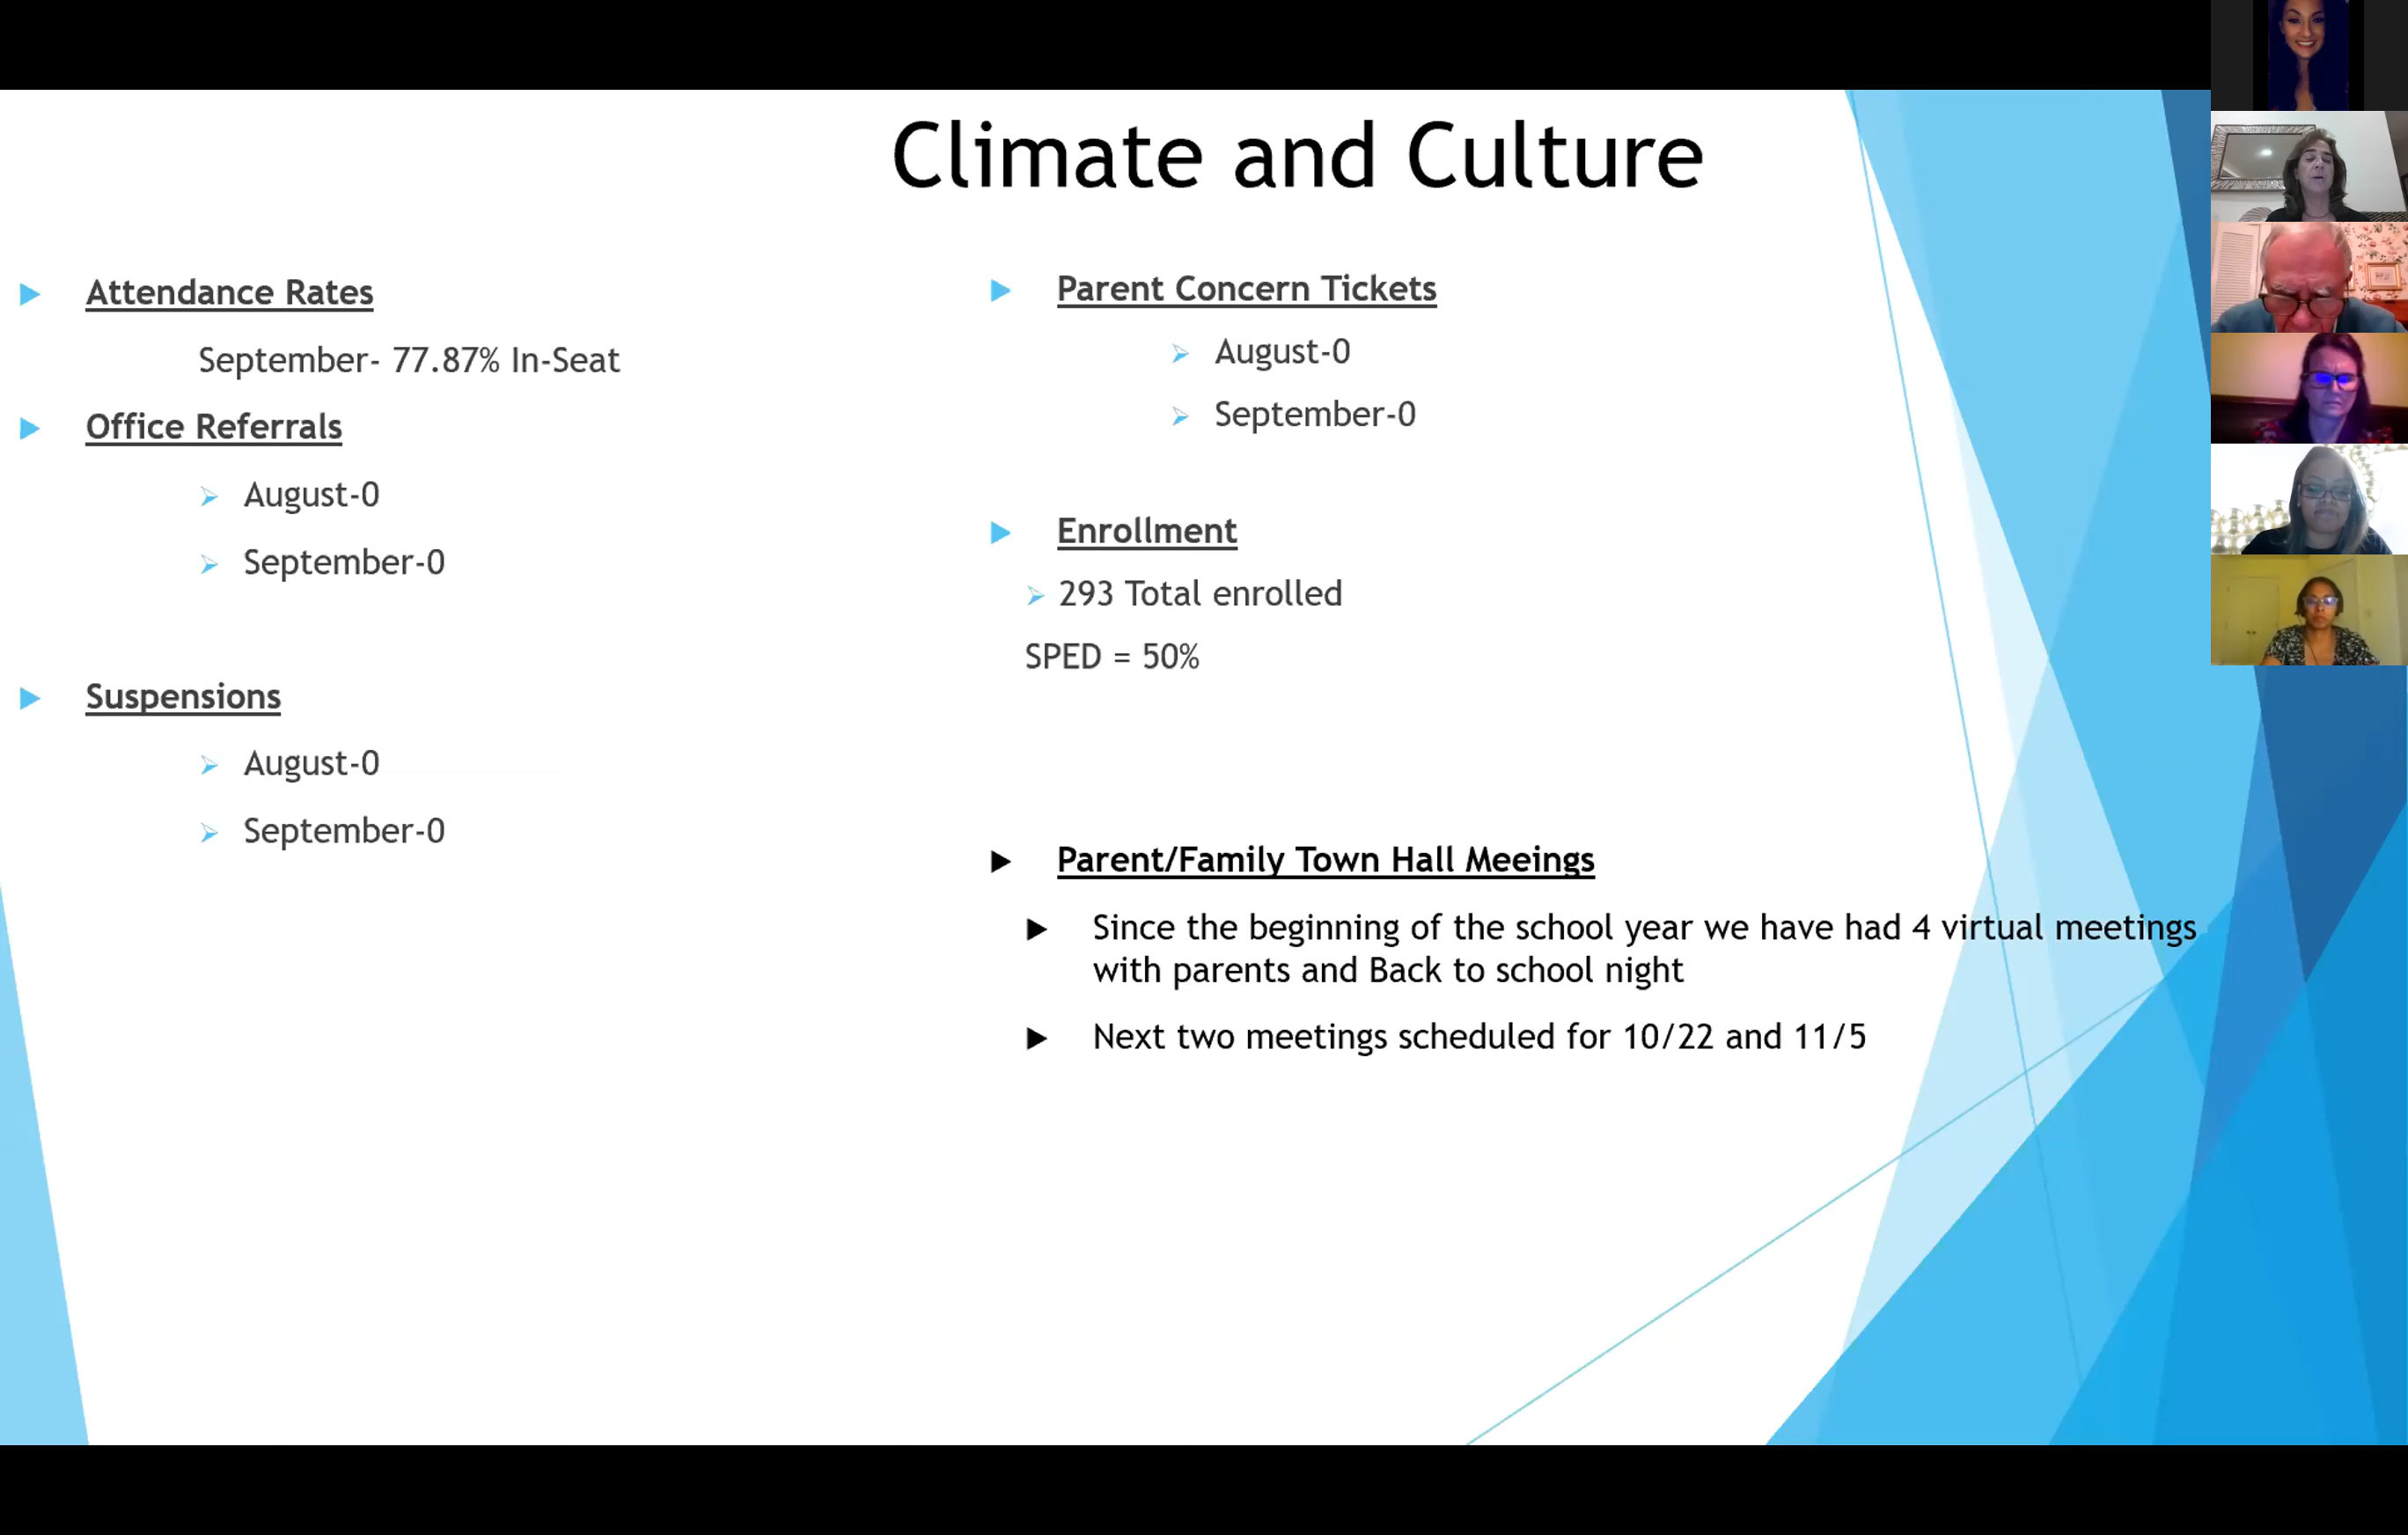 Climate and Culture
Attendance Rates
September- 77.87% In-Seat
Office Referrals
August-0
September-0
Suspensions
August-0
September-0
Parent Concern Tickets
August-0
September-0
Enrollment
293 Total enrolled
SPED = 50%
Parent/Family Town Hall Meeings
Since the beginning of the school year we have had 4 virtual meetings
with parents and Back to school night
Next two meetings scheduled for 10/22 and 11/5